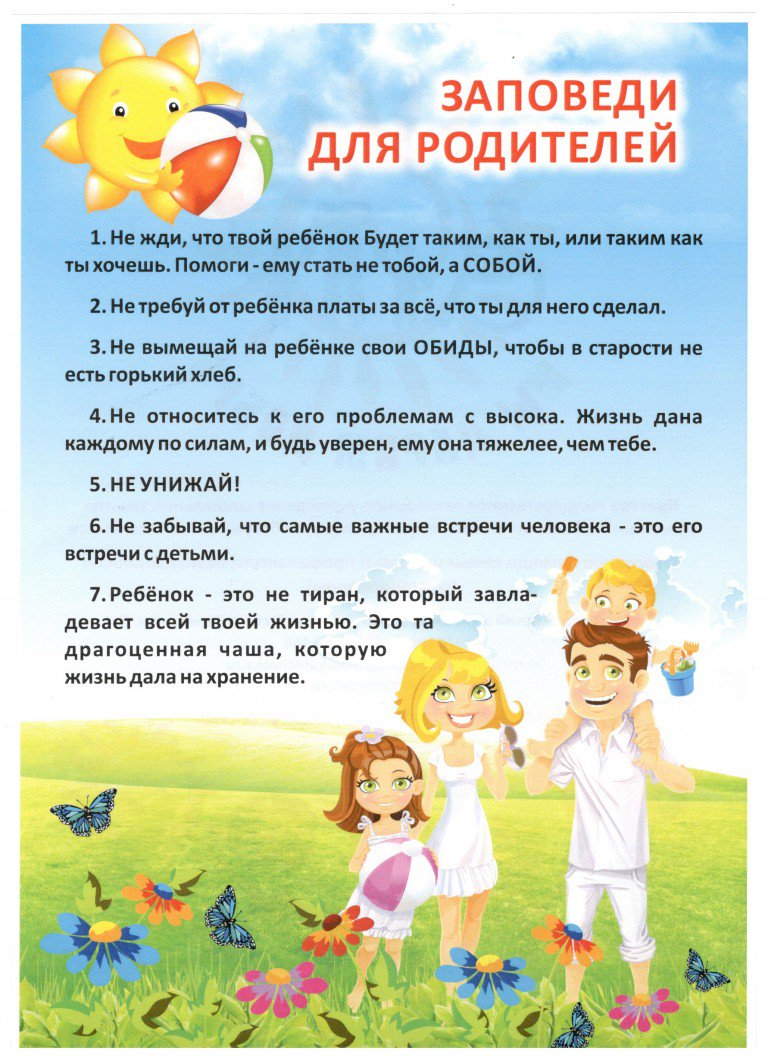 ЗАПОВЕДИ
ДЛЯ РОДИТЕЛЕЙ
1. Не жди, что твой ребёнок Будет таким, как ты, или таким как
ты хочешь. Помоги - ему стать не тобой, а СОБОЙ.
2. Не требуй от ребёнка платы за всё, что ты для него сделал.
3. Не вымещай на ребёнке свои ОБИДЫ, чтобы в старости не
есть горький хлеб.
4. Не относитесь к его проблемам с высока. Жизнь дана
каждому по силам, и будь уверен, ему она тяжелее, чем тебе.
5. НЕ УНИЖАЙ!
6. Не забывай, что самые важные встречи человека - это его
встречи с детьми.
7. Ребёнок - это не тиран, который завла-
девает всей твоей жизнью. Это та
драгоценная чаша, которую
жизнь дала на хранение.